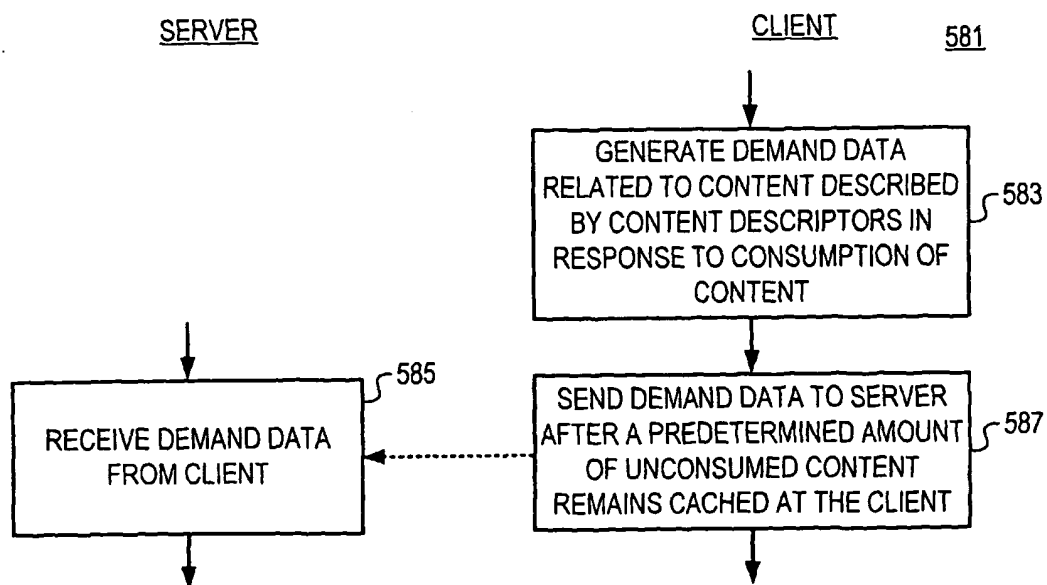 SERVER
CLIENT
581
GENERATE DEMAND DATA
RELATED TO CONTENT DESCRIBED
BY CONTENT DESCRIPTORS IN
RESPONSE TO CONSUMPTION OF
CONTENT
583
585
RECEIVE DEMAND DATA
FROM CLIENT
SEND DEMAND DATA TO SERVER
AFTER A PREDETERMINED AMOUNT
OF UNCONSUMED CONTENT
REMAINS CACHED AT THE CLIENT
587